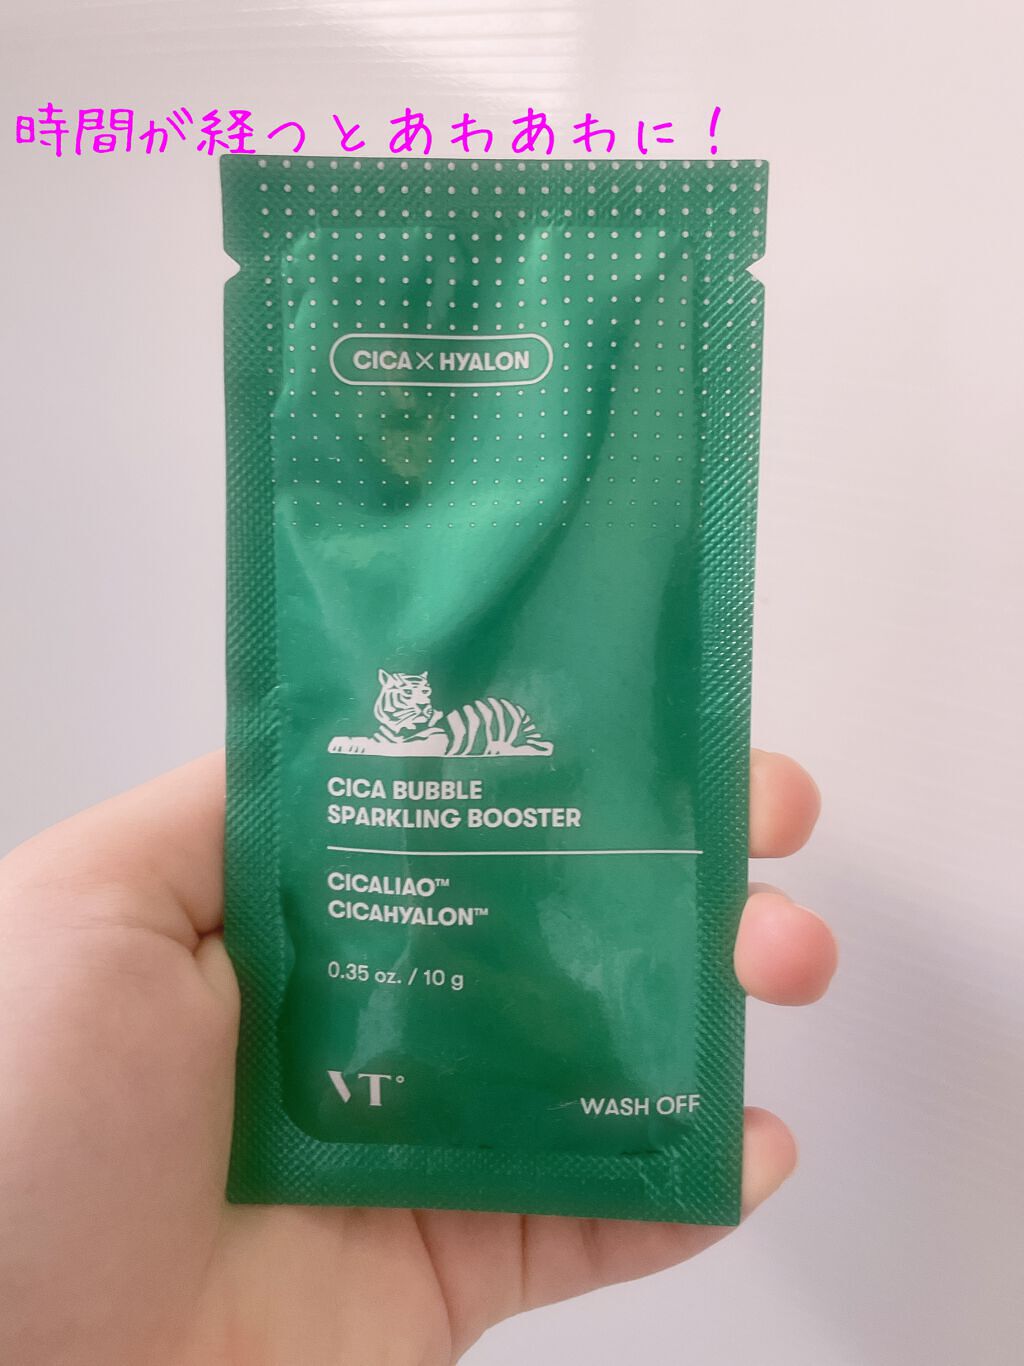 時間が経つとあわあわに！
CICA×HYALON
CICA BUBBLE
SPARKLING BOOSTER
CICALIAO™
CICAHYALON™
0.35 oz. / 10 g
VT°
WASH OFF